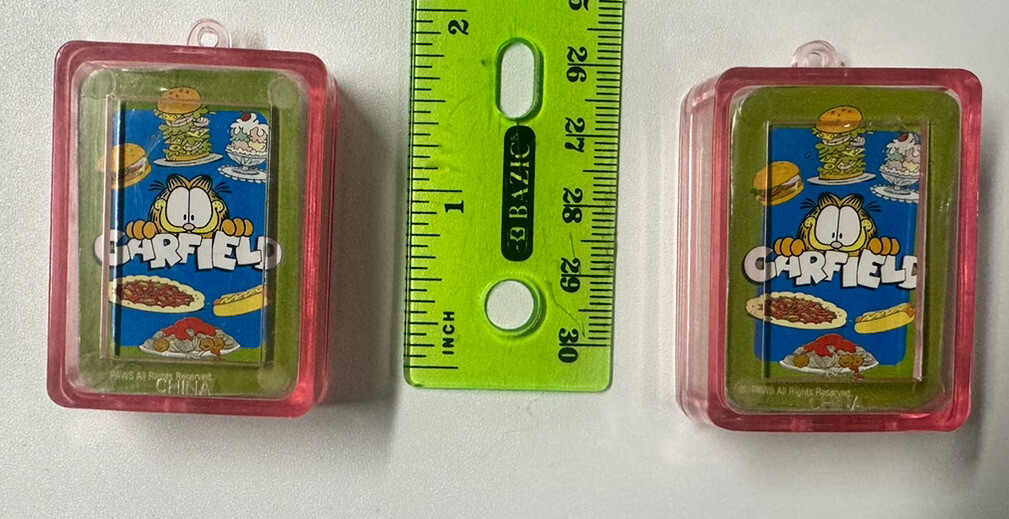 GARFIELD
PAWS All Rights Reserved.
CHINA
2
1
INCH
5
26
27
28
29
30
BAZIC
GARFIELD
© PAWS All Rights Reserved.